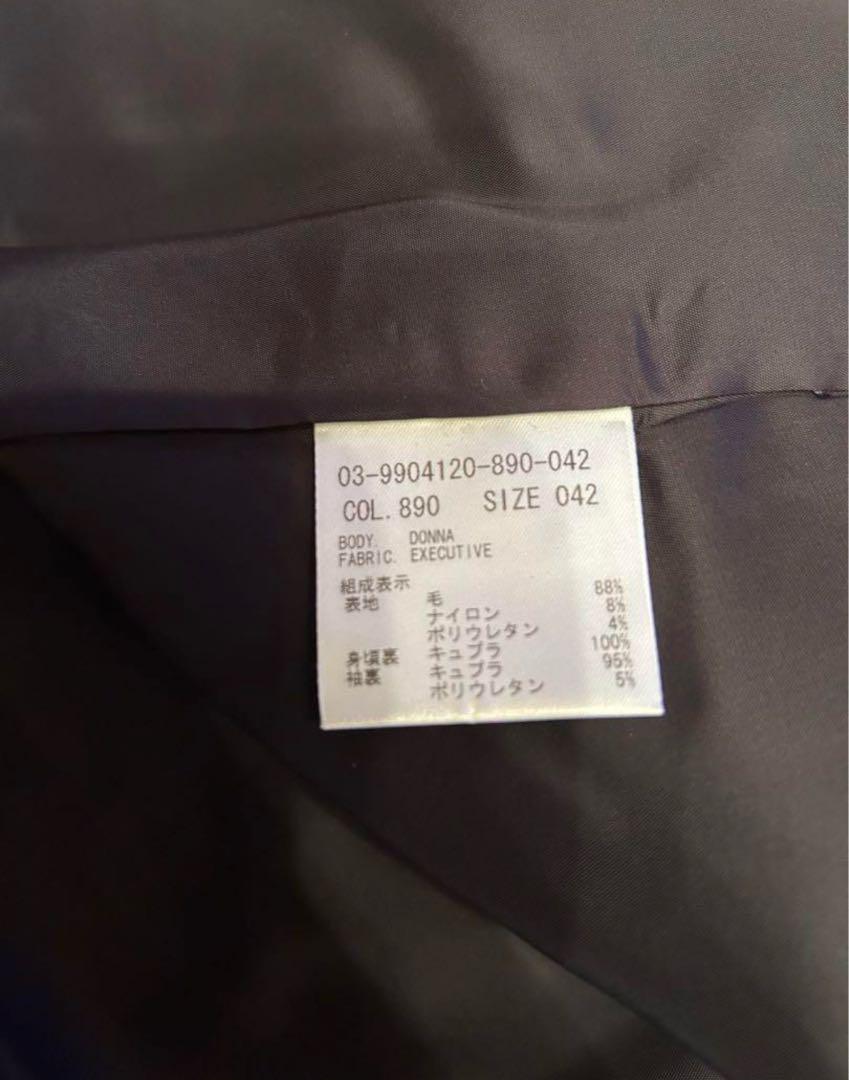 03-9904120-890-042
COL. 890 SIZE 042
BODY. DONNA
FABRIC. EXECUTIVE
組成表示
表地 毛 88%
ナイロン 8%
ポリウレタン 4%
身頃裏 キュプラ 100%
袖裏 キュプラ 95%
ポリウレタン 5%